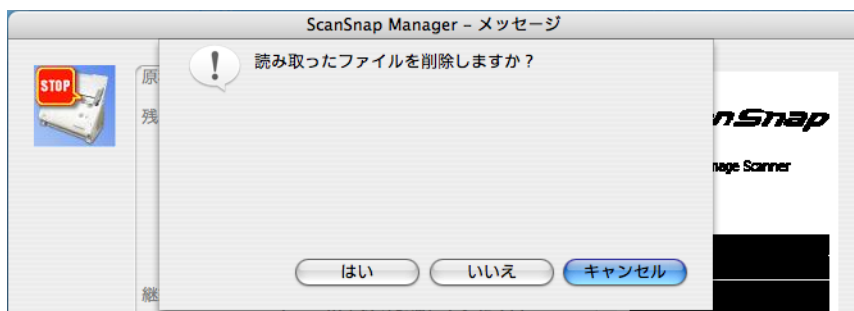 ScanSnap Manager – メッセージ
読み取ったファイルを削除しますか？
STOP
原
残
nSnap
mage Scanner
はい
いいえ
キャンセル
継